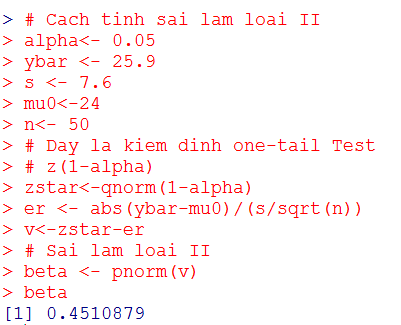 > # Cach tinh sai lam loai II
> alpha<- 0.05
> ybar <- 25.9
> s <- 7.6
> mu0<-24
> n<- 50
> # Day la kiem dinh one-tail Test
> # z(1-alpha)
> zstar<-qnorm(1-alpha)
> er <- abs(ybar-mu0)/(s/sqrt(n))
> v<-zstar-er
> # Sai lam loai II
> beta <- pnorm(v)
> beta
[1] 0.4510879